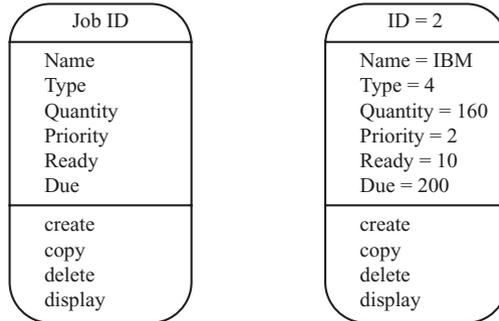 Job ID
Name
Type
Quantity
Priority
Ready
Due
create
copy
delete
display
ID = 2
Name = IBM
Type = 4
Quantity = 160
Priority = 2
Ready = 10
Due = 200
create
copy
delete
display